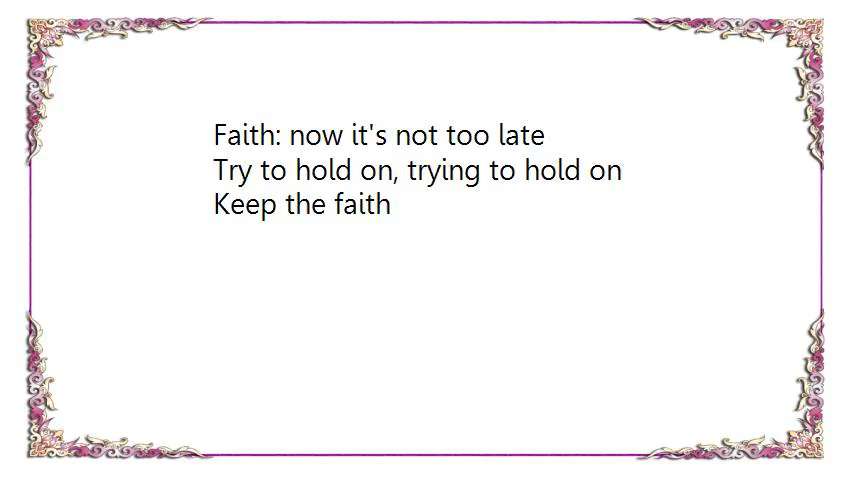 Faith: now it's not too late
Try to hold on, trying to hold on
Keep the faith